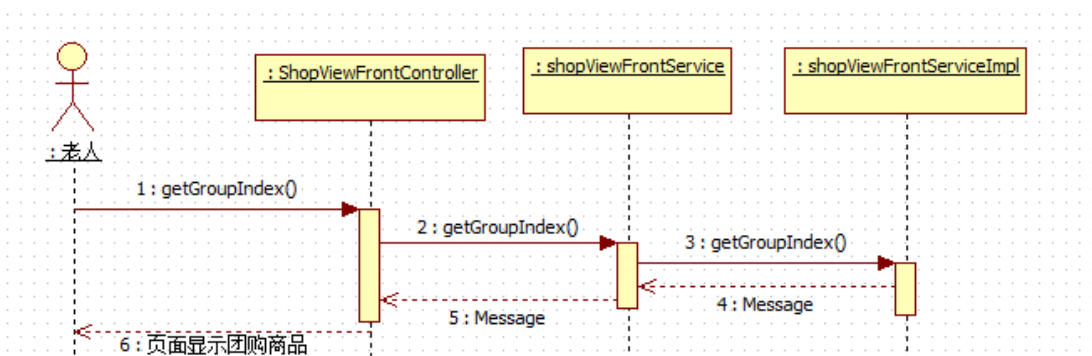 : ShopViewFrontController
: shopViewFrontService
: shopViewFrontServiceImpl
: 老人
1 : getGroupIndex()
2 : getGroupIndex()
3 : getGroupIndex()
4 : Message
5 : Message
6 : 页面显示团购商品